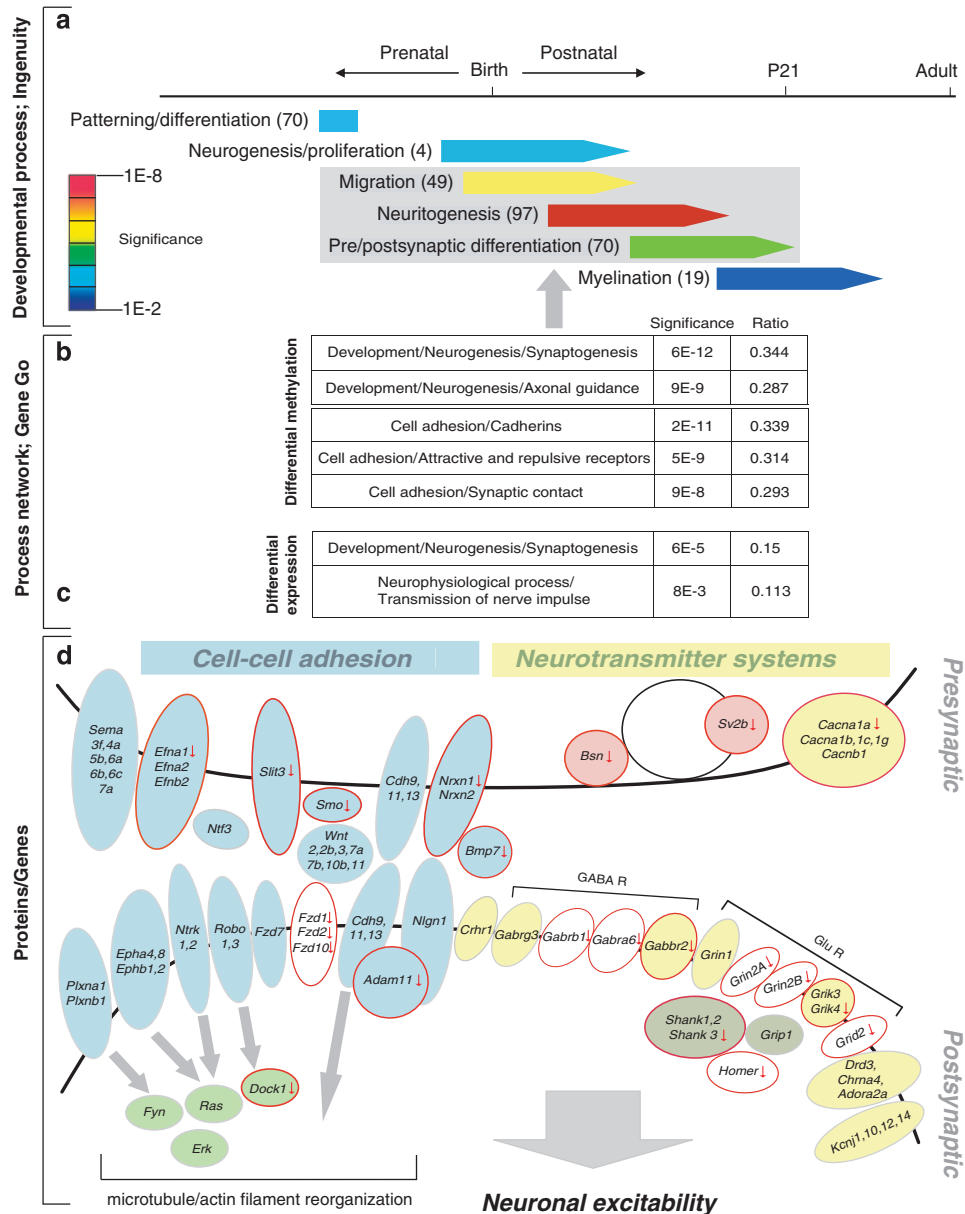 Developmental process; Ingenuity
a
Prenatal
Postnatal
Birth
P21
Adult
Patterning/differentiation (70)
Neurogenesis/proliferation (4)
Migration (49)
Neuritogenesis (97)
Pre/postsynaptic differentiation (70)
Myelination (19)
1E-8
Significance
1E-2
Process network; Gene Go
b
Significance Ratio
Differential methylation
Development/Neurogenesis/Synaptogenesis 6E-12 0.344
Development/Neurogenesis/Axonal guidance 9E-9 0.287
Cell adhesion/Cadherins 2E-11 0.339
Cell adhesion/Attractive and repulsive receptors 5E-9 0.314
Cell adhesion/Synaptic contact 9E-8 0.293
c
Differential
expression
Development/Neurogenesis/Synaptogenesis 6E-5 0.15
Neurophysiological process/
Transmission of nerve impulse 8E-3 0.113
Proteins/Genes
d
Cell-cell adhesion
Neurotransmitter systems
Presynaptic
Sema
3f,4a
5b,6a
6b,6c
7a
Efna1↓
Efna2
Efnb2
Ntf3
Slit3↓
Smo↓
Wnt
2,2b,3,7a
7b,10b,11
Cdh9,
11,13
Nrxn1↓
Nrxn2
Bmp7↓
Bsn↓
Sv2b↓
Cacna1a↓
Cacna1b,1c,1g
Cacnb1
Plxna1
Plxnb1
Epha4,8
Ephb1,2
Ntrk
1,2
Robo
1,3
Fzd7
Fzd1↓
Fzd2↓
Fzd10↓
Cdh9,
11,13
Adam11↓
Nlgn1
Crhr1
GABA R
Gabrg3
Gabrb1↓
Gabra6↓
Gabbr2↓
Glu R
Grin1
Grin2A↓
Grin2B↓
Grik3
Grik4↓
Grid2↓
Shank1,2
Shank 3↓
Grip1
Homer↓
Drd3,
Chrna4,
Adora2a
Kcnj1,10,12,14
Postsynaptic
Fyn
Ras
Dock1↓
Erk
microtubule/actin filament reorganization
Neuronal excitability